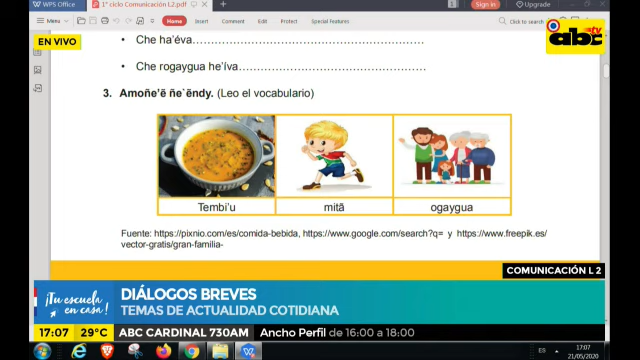 WPS Office
1° ciclo Comunicación L2.pdf
Sign in
Upgrade
Menu
Home
Edit
Comment
Edit
Protect
Special Features
Click to search
EN VIVO
abc tv
• Che ha'éva……………………………………………………
• Che rogaygua he'íva…………………………………………
3. Amoñe'ẽ ñe`ẽndy. (Leo el vocabulario)
Tembi'u
mitã
ogaygua
Fuente: https://pixnio.com/es/comida-bebida, https://www.google.com/search?q= y https://www.freepik.es/
vector-gratis/gran-familia-
COMUNICACIÓN L 2
¡Tu escuela
en casa!
DIÁLOGOS BREVES
TEMAS DE ACTUALIDAD COTIDIANA
17:07 29°C ABC CARDINAL 730AM Ancho Perfil de 16:00 a 18:00
ES
17:07
21/05/2020